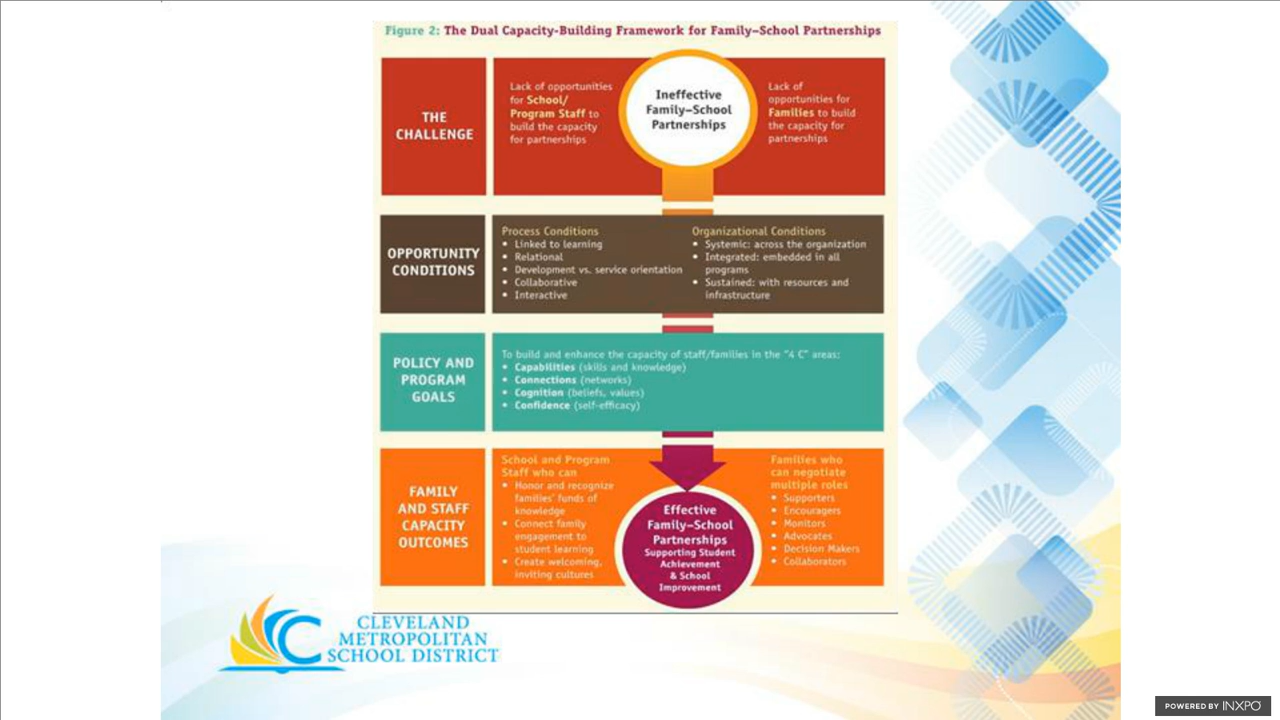 Figure 2: The Dual Capacity-Building Framework for Family–School Partnerships
THE
CHALLENGE
Lack of opportunities
for School/
Program Staff to
build the capacity
for partnerships
Ineffective
Family–School
Partnerships
Lack of
opportunities for
Families to build
the capacity for
partnerships
OPPORTUNITY
CONDITIONS
Process Conditions
• Linked to learning
• Relational
• Development vs. service orientation
• Collaborative
• Interactive
Organizational Conditions
• Systemic: across the organization
• Integrated: embedded in all
programs
• Sustained: with resources and
infrastructure
POLICY AND
PROGRAM
GOALS
To build and enhance the capacity of staff/families in the "4 C" areas:
• Capabilities (skills and knowledge)
• Connections (networks)
• Cognition (beliefs, values)
• Confidence (self-efficacy)
FAMILY
AND STAFF
CAPACITY
OUTCOMES
School and Program
Staff who can
• Honor and recognize
families' funds of
knowledge
• Connect family
engagement to
student learning
• Create welcoming,
inviting cultures
Effective
Family–School
Partnerships
Supporting Student
Achievement
& School
Improvement
Families who
can negotiate
multiple roles
• Supporters
• Encouragers
• Monitors
• Advocates
• Decision Makers
• Collaborators
CLEVELAND
METROPOLITAN
SCHOOL DISTRICT
POWERED BY INXPO